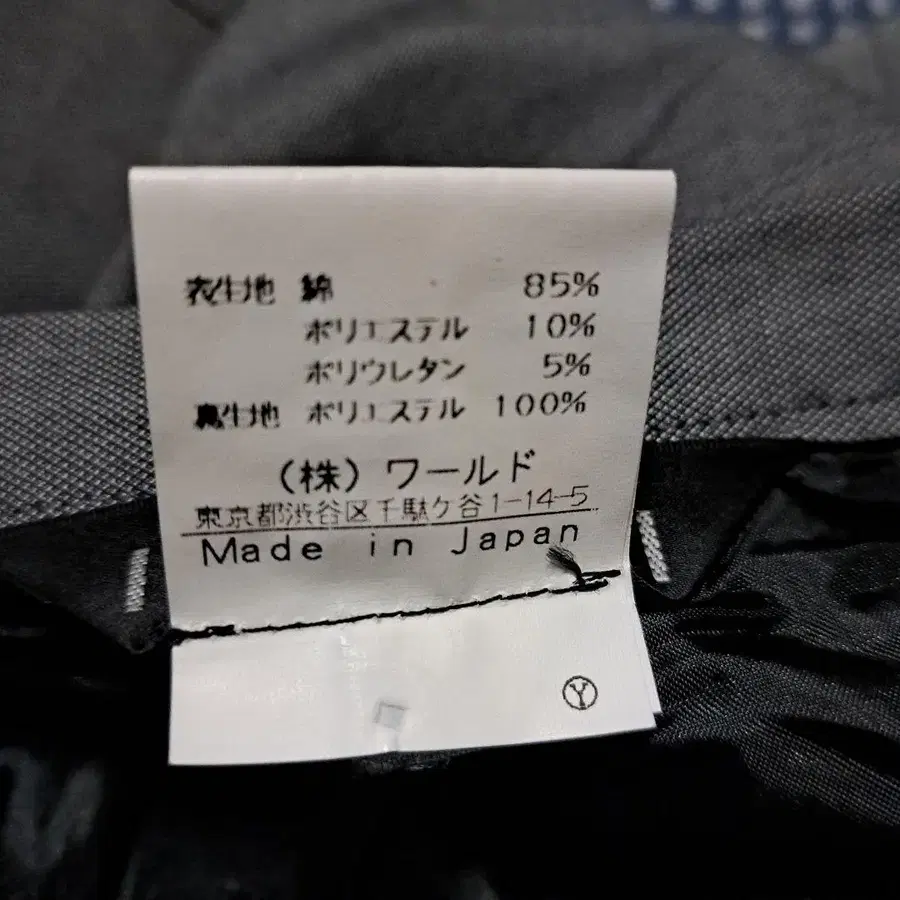 表生地 綿 85%
ポリエステル 10%
ポリウレタン 5%
裏生地 ポリエステル 100%
(株)ワールド
東京都渋谷区千駄ケ谷1-14-5
Made in Japan
Ⓨ